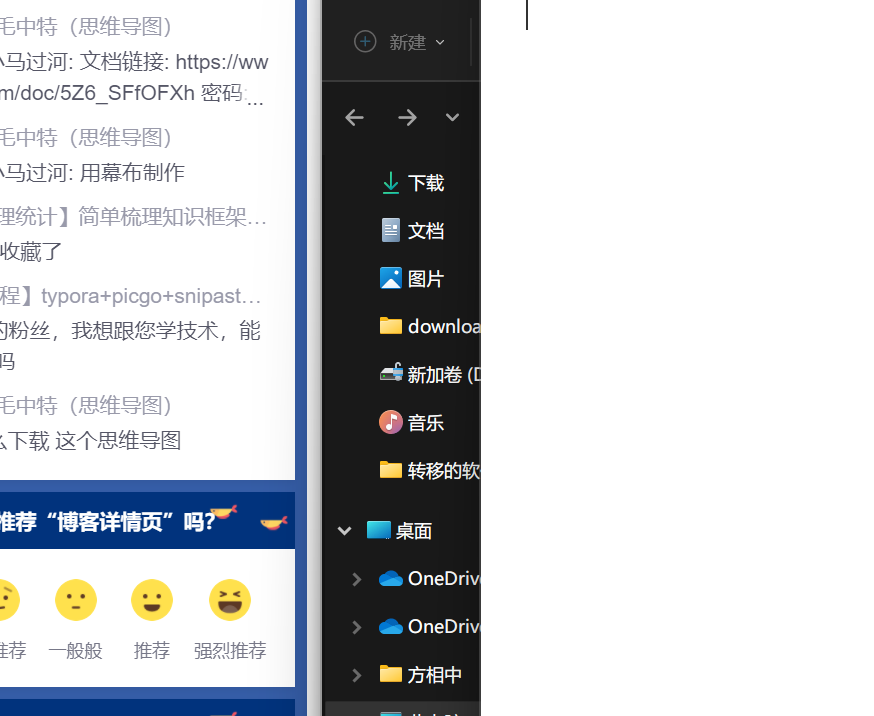 毛中特（思维导图）
小马过河: 文档链接: https://ww
m/doc/5Z6_SFfOFXh 密码:...
毛中特（思维导图）
小马过河: 用幕布制作
理统计】简单梳理知识框架…
收藏了
程】typora+picgo+snipast…
的粉丝，我想跟您学技术，能
吗
毛中特（思维导图）
么下载 这个思维导图
推荐“博客详情页”吗?
推荐
一般般
推荐
强烈推荐
新建
下载
文档
图片
downloa
新加卷 (D
音乐
转移的软
桌面
OneDrive
OneDrive
方相中